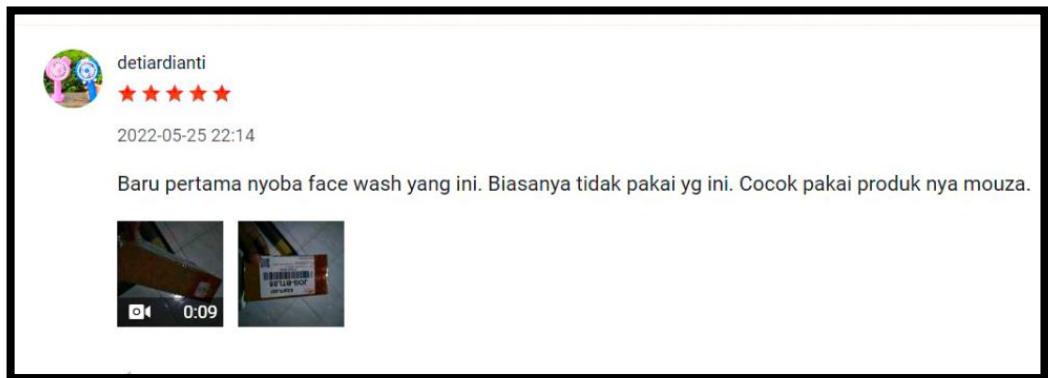 detiardianti
2022-05-25 22:14
Baru pertama nyoba face wash yang ini. Biasanya tidak pakai yg ini. Cocok pakai produk nya mouza.
0:09